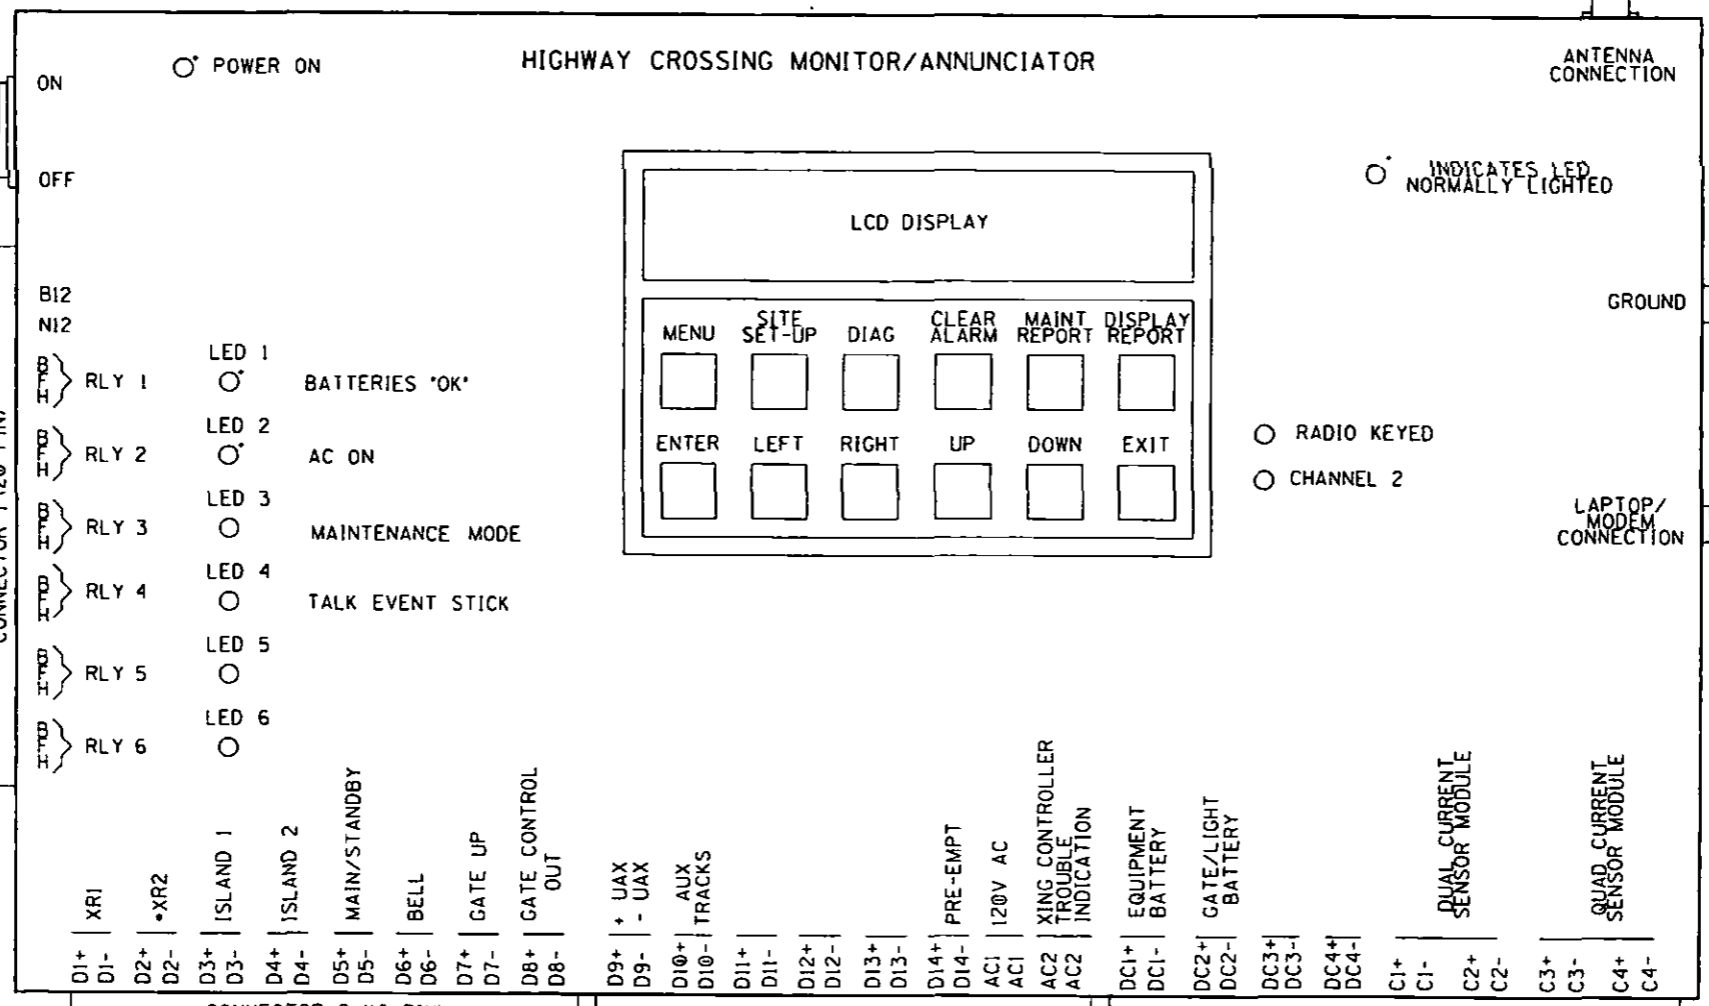 HIGHWAY CROSSING MONITOR/ANNUNCIATOR
ON
POWER ON
OFF
ANTENNA
CONNECTION
INDICATES LED
NORMALLY LIGHTED
LCD DISPLAY
B12
N12
GROUND
MENU
SITE
SET-UP
DIAG
CLEAR
ALARM
MAINT
REPORT
DISPLAY
REPORT
ENTER
LEFT
RIGHT
UP
DOWN
EXIT
B
F
H
RLY 1
LED 1
BATTERIES "OK"
B
F
H
RLY 2
LED 2
AC ON
B
F
H
RLY 3
LED 3
MAINTENANCE MODE
B
F
H
RLY 4
LED 4
TALK EVENT STICK
B
F
H
RLY 5
LED 5
B
F
H
RLY 6
LED 6
RADIO KEYED
CHANNEL 2
LAPTOP/
MODEM
CONNECTION
XR1
*XR2
ISLAND 1
ISLAND 2
MAIN/STANDBY
BELL
GATE UP
GATE CONTROL
OUT
+ UAX
- UAX
AUX
TRACKS
PRE-EMPT
120V AC
XING CONTROLLER
TROUBLE
INDICATION
EQUIPMENT
BATTERY
GATE/LIGHT
BATTERY
DUAL CURRENT
SENSOR MODULE
QUAD CURRENT
SENSOR MODULE
D1+
D1-
D2+
D2-
D3+
D3-
D4+
D4-
D5+
D5-
D6+
D6-
D7+
D7-
D8+
D8-
D9+
D9-
D10+
D10-
D11+
D11-
D12+
D12-
D13+
D13-
D14+
D14-
AC1
AC1
AC2
AC2
DC1+
DC1-
DC2+
DC2-
DC3+
DC3-
DC4+
DC4-
C1+
C1-
C2+
C2-
C3+
C3-
C4+
C4-